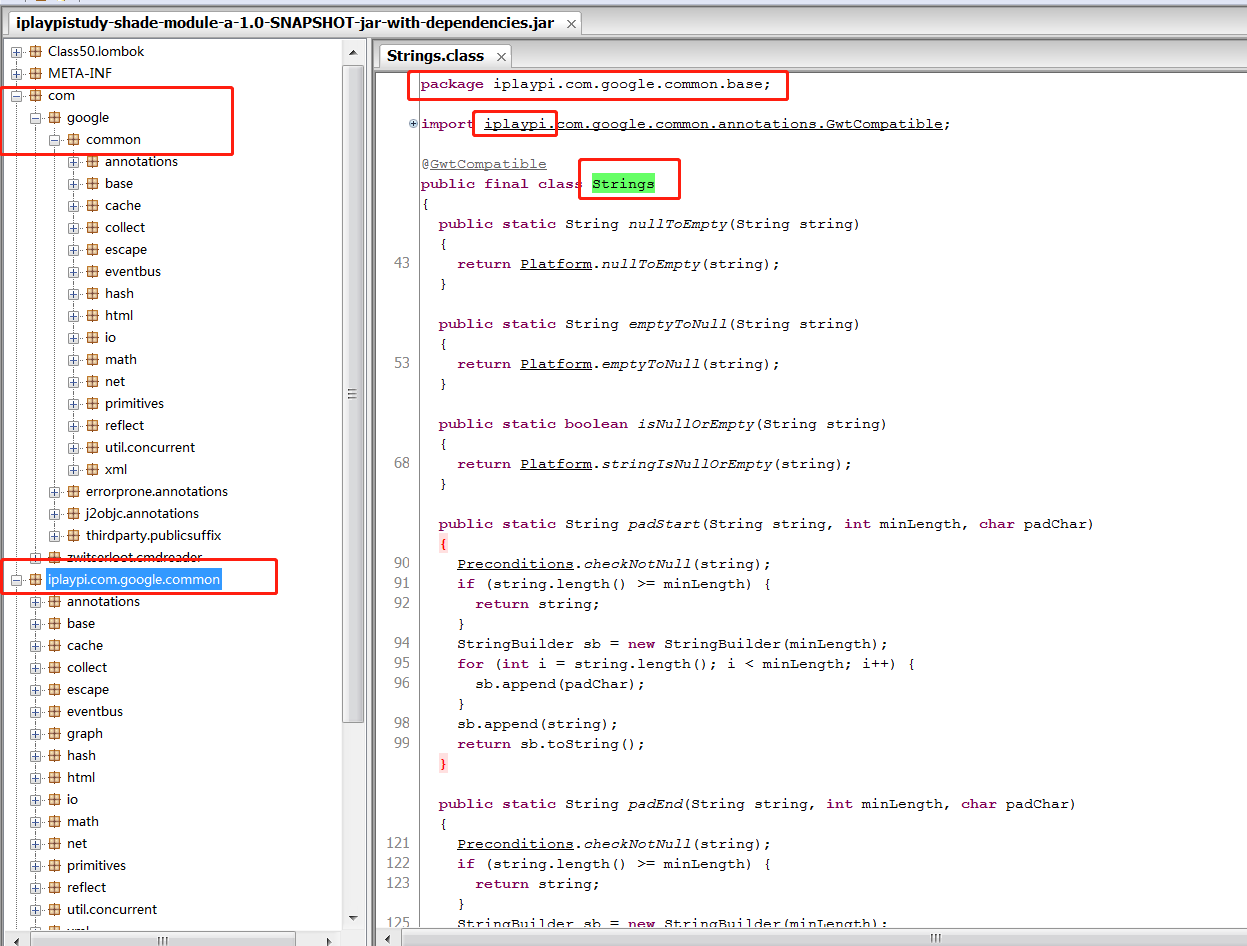 iplaypistudy-shade-module-a-1.0-SNAPSHOT-jar-with-dependencies.jar
Class50.lombok
META-INF
com
google
common
annotations
base
cache
collect
escape
eventbus
hash
html
io
math
net
primitives
reflect
util.concurrent
xml
errorprone.annotations
j2objc.annotations
thirdparty.publicsuffix
zwitserloot.cmdreader
iplaypi.com.google.common
annotations
base
cache
collect
escape
eventbus
graph
hash
html
io
math
net
primitives
reflect
util.concurrent
xml
Strings.class
package iplaypi.com.google.common.base;
import iplaypi.com.google.common.annotations.GwtCompatible;
@GwtCompatible
public final class Strings
{
public static String nullToEmpty(String string)
{
43 return Platform.nullToEmpty(string);
}
public static String emptyToNull(String string)
{
53 return Platform.emptyToNull(string);
}
public static boolean isNullOrEmpty(String string)
{
68 return Platform.stringIsNullOrEmpty(string);
}
public static String padStart(String string, int minLength, char padChar)
{
90 Preconditions.checkNotNull(string);
91 if (string.length() >= minLength) {
92 return string;
}
94 StringBuilder sb = new StringBuilder(minLength);
95 for (int i = string.length(); i < minLength; i++) {
96 sb.append(padChar);
}
98 sb.append(string);
99 return sb.toString();
}
public static String padEnd(String string, int minLength, char padChar)
{
121 Preconditions.checkNotNull(string);
122 if (string.length() >= minLength) {
123 return string;
}
125 StringBuilder sb = new StringBuilder(minLength);